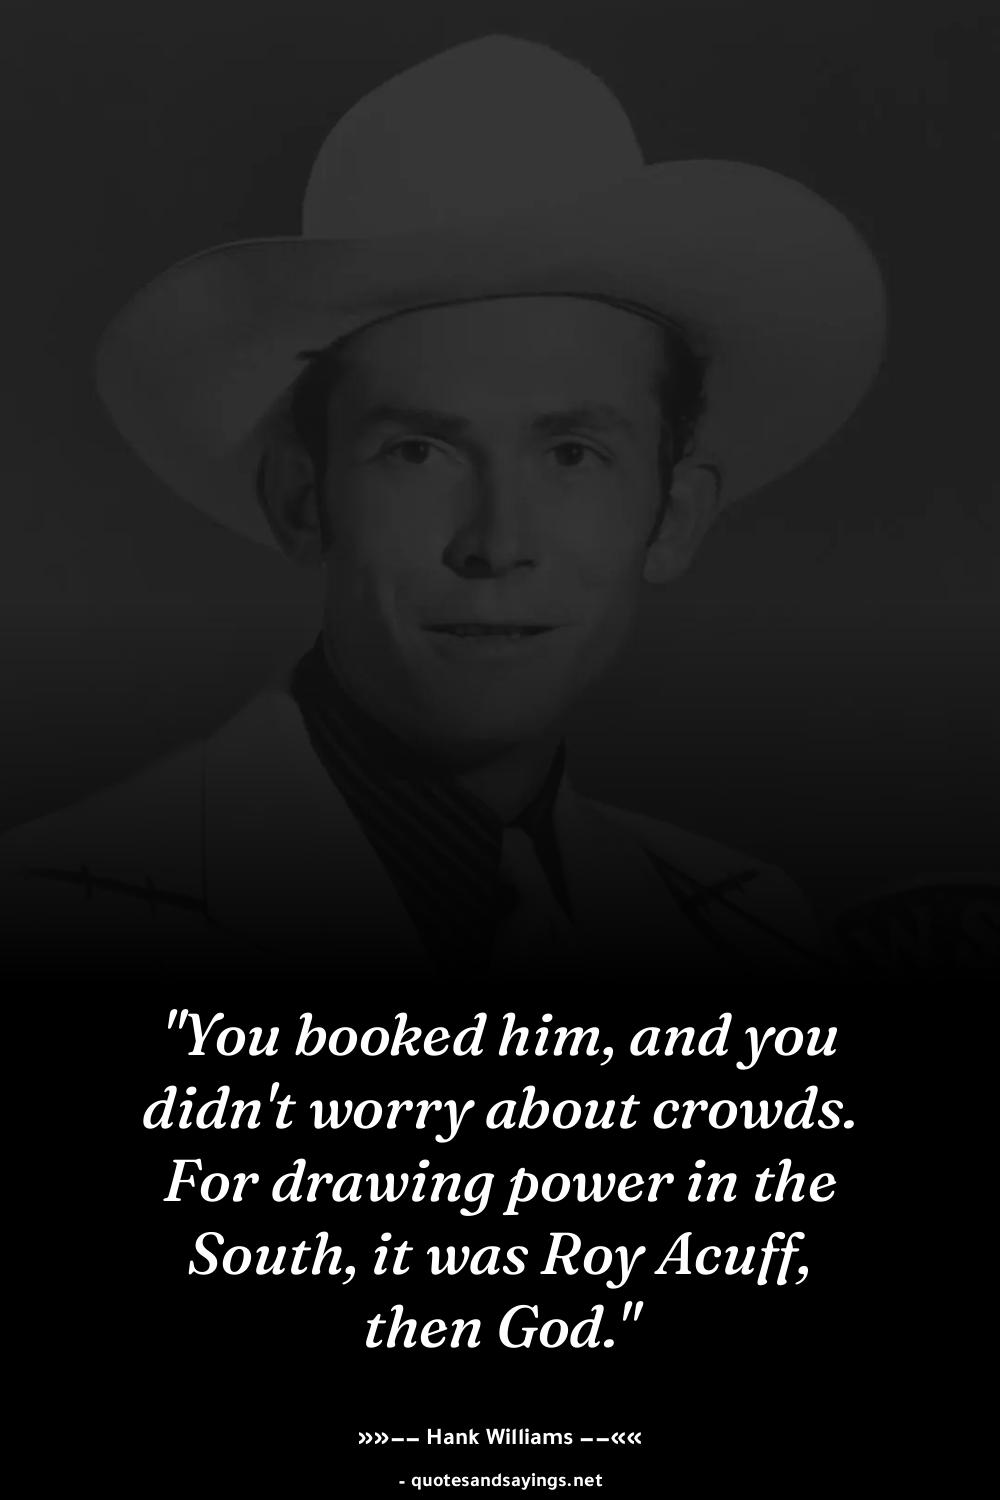 "You booked him, and you
didn't worry about crowds.
For drawing power in the
South, it was Roy Acuff,
then God."
»»–– Hank Williams ––««
- quotesandsayings.net
WS